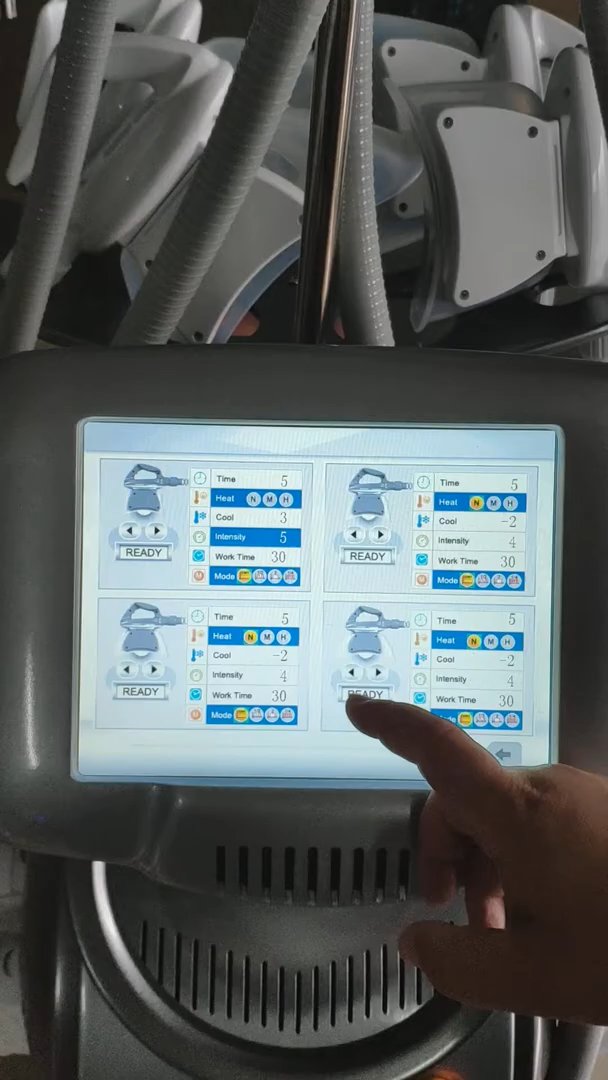 Time 5
Heat N M H
Cool 3
Intensity 5
Work Time 30
Mode
READY
Time 5
Heat N M H
Cool -2
Intensity 4
Work Time 30
Mode
READY
Time 5
Heat N M H
Cool -2
Intensity 4
Work Time 30
Mode
READY
Time 5
Heat N M H
Cool -2
Intensity 4
Work Time 30
READY